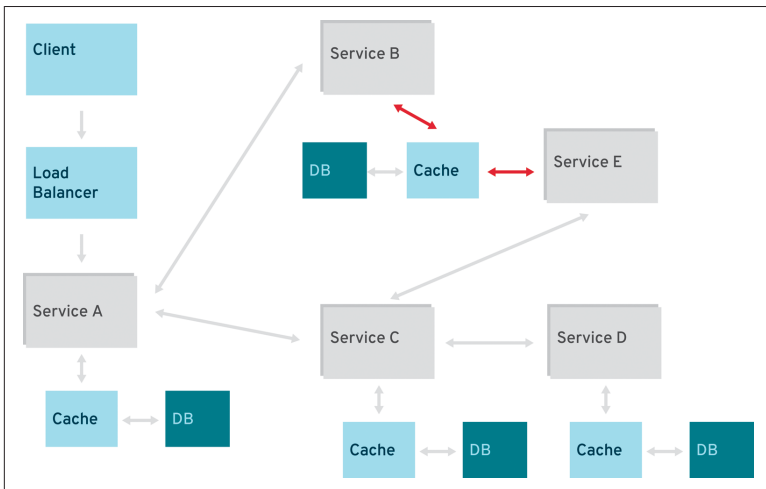 Client
Load
Balancer
Service A
Cache
DB
Service B
DB
Cache
Service E
Service C
Service D
Cache
DB
Cache
DB